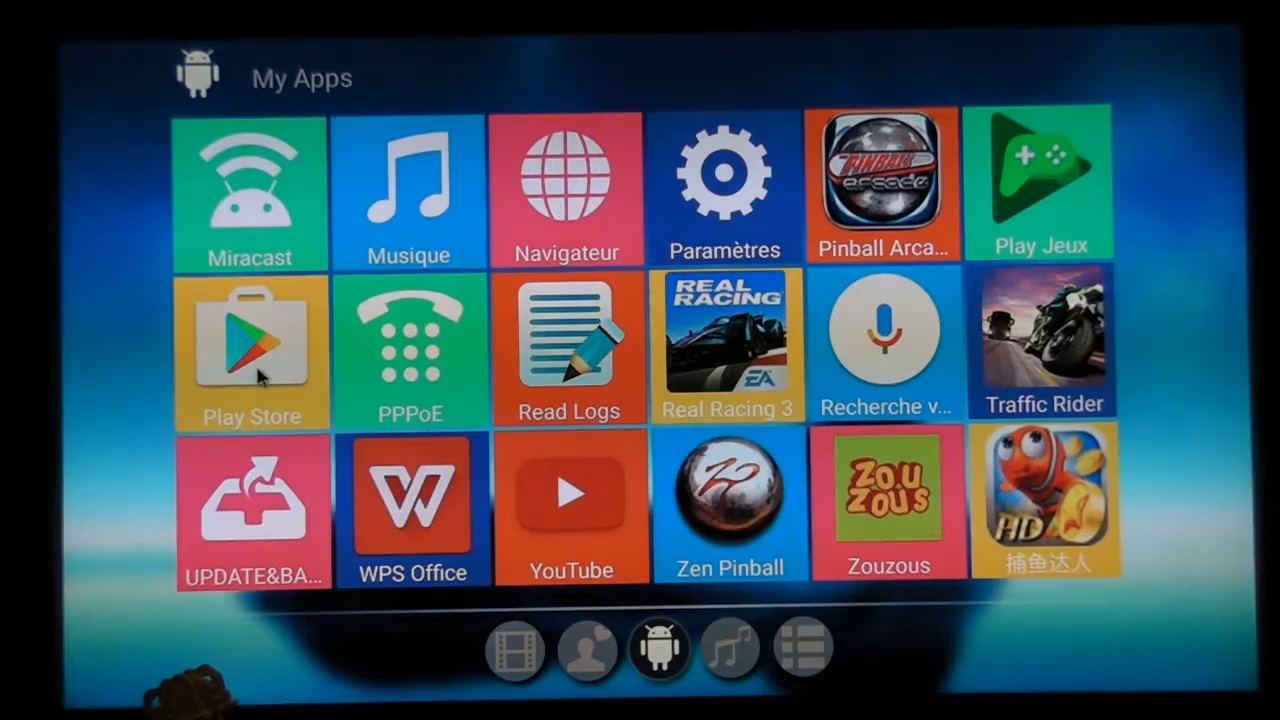 My Apps
Miracast
Musique
Navigateur
Paramètres
PINBALL
arcade
Pinball Arca...
Play Jeux
Play Store
PPPoE
Read Logs
REAL
RACING
EA
Real Racing 3
Recherche v...
Traffic Rider
UPDATE&BA...
W
WPS Office
YouTube
Zen Pinball
ZOU
ZOUS
Zouzous
HD
捕鱼达人